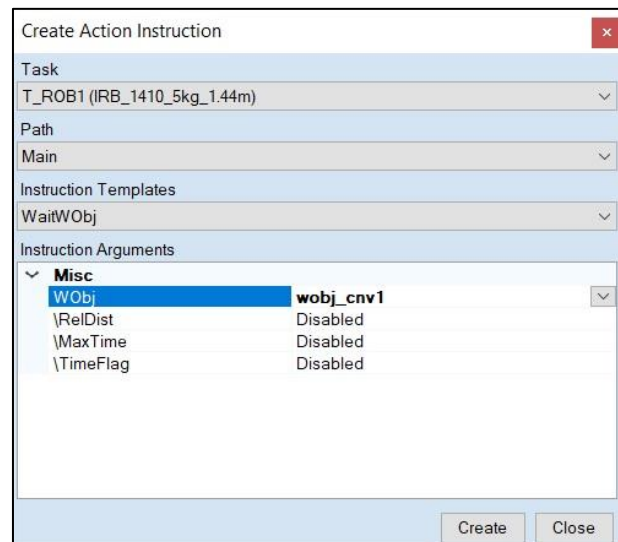 Create Action Instruction
Task
T_ROB1 (IRB_1410_5kg_1.44m)
Path
Main
Instruction Templates
WaitWObj
Instruction Arguments
Misc
WObj wobj_cnv1
\RelDist Disabled
\MaxTime Disabled
\TimeFlag Disabled
Create Close